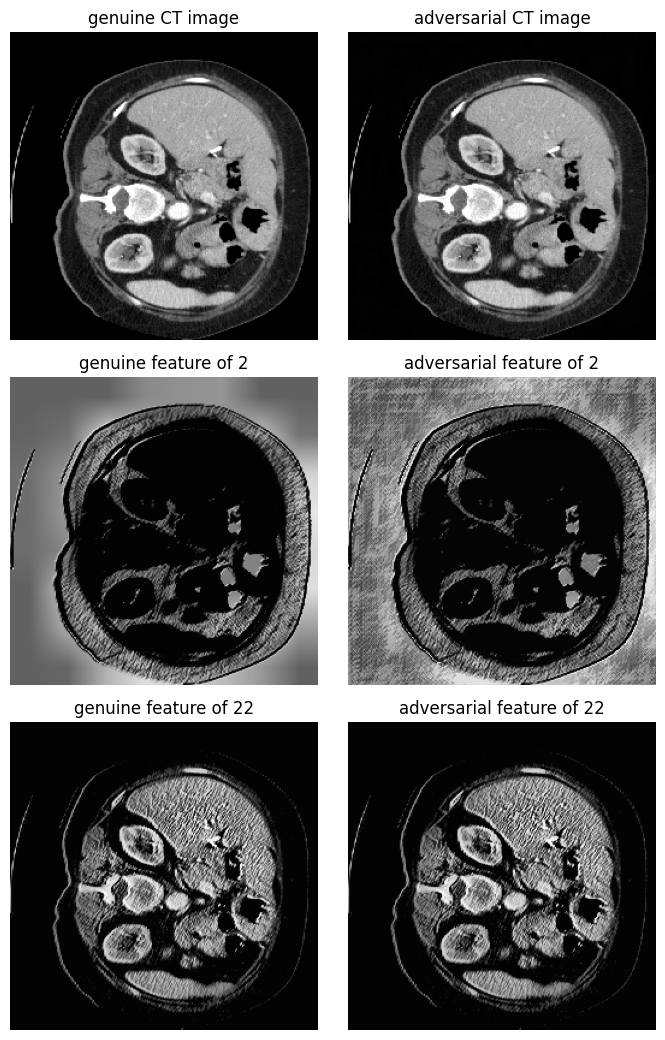 genuine CT image
adversarial CT image
genuine feature of 2
adversarial feature of 2
genuine feature of 22
adversarial feature of 22